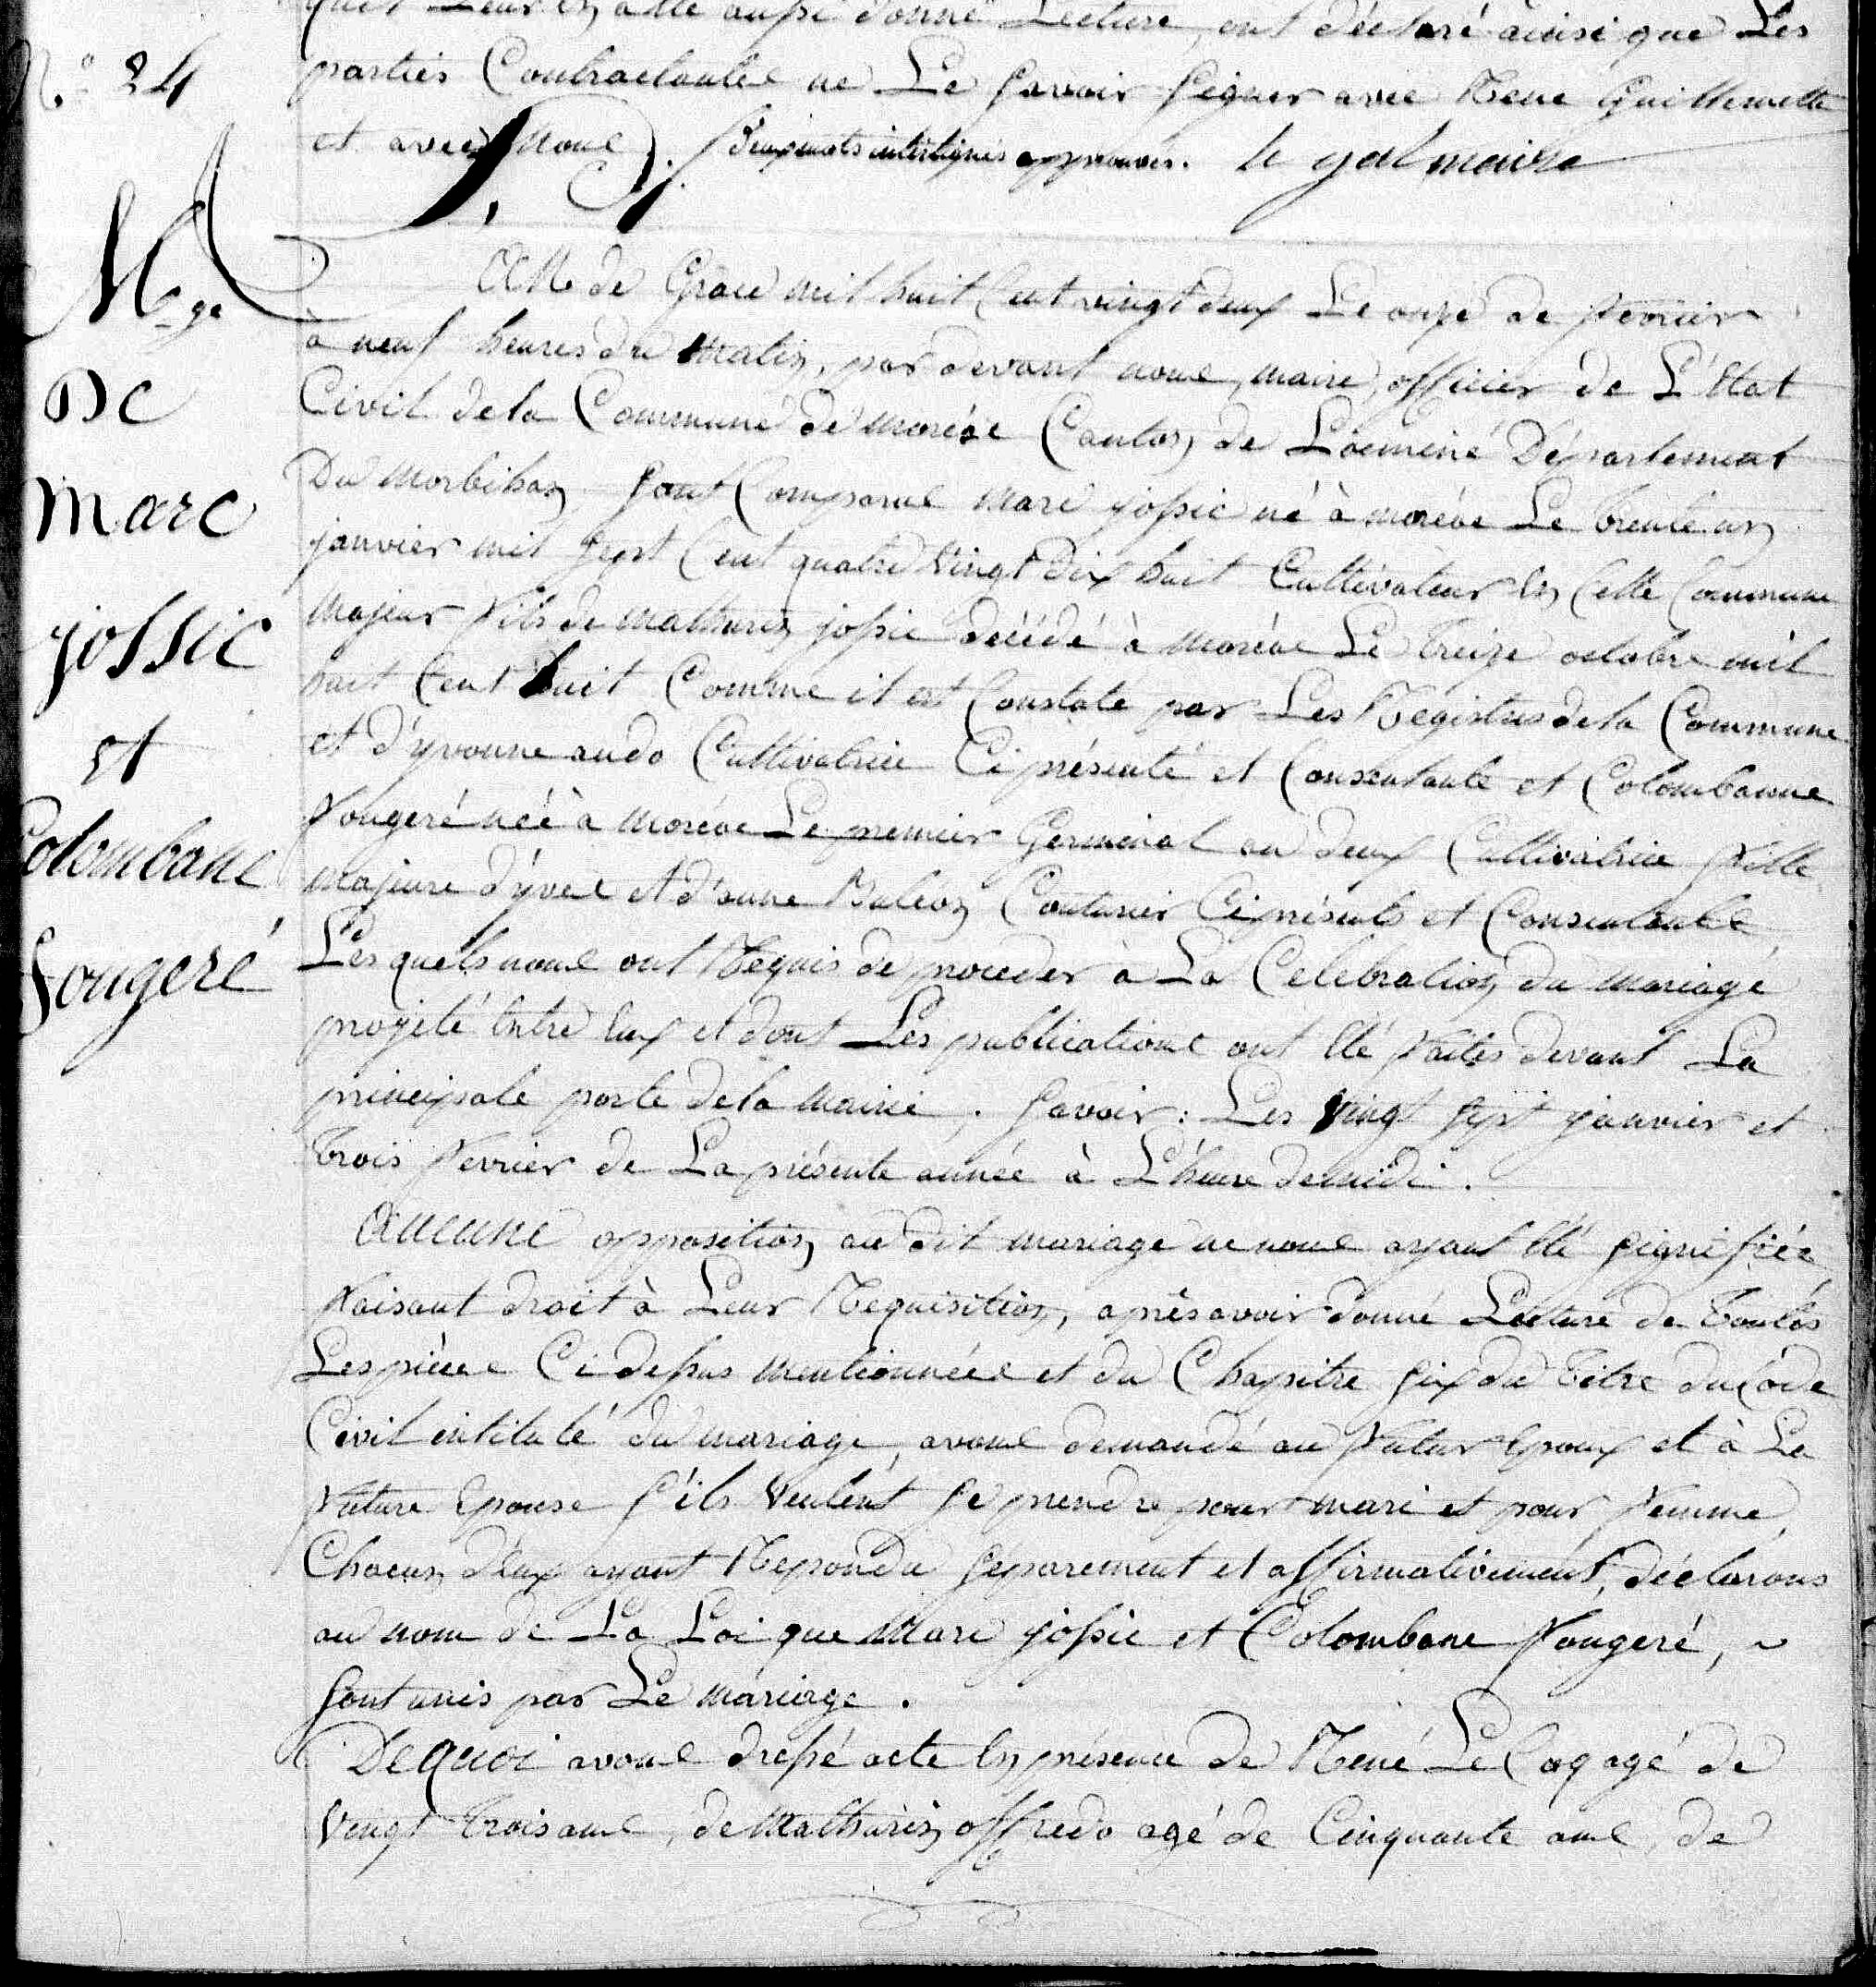 Leur en a été aussi donné Lecture, ont déclaré ainsi que Les
N.º 24
parties Contractantes ne Le savoir signer avec René Guillemette
et avec nous ./. deux mots interlignés approuvés. le gal maire
M_ge
De
marc
jossic
et
Colombane
fougeré
AN de Grace mil huit Cent vingt deux Le onze de fevrier
à neuf heures du matin, par devant nous, maire, officier de L'Etat
Civil de la Commune de moréac Canton de Locminé Département
Du Morbihan sont Comparus Marc jossic né à moréac Le trente un
janvier mil sept Cent quatre vingt dix huit Cultivateur En Cette Commune
Majeur fils de mathurin jossic décédé à moréac Le treize octobre mil
huit Cent huit Comme il est Constaté par Les Registres de la Commune
et d'yvonne audo Cultivatrice Ci présente et Consentante et Colombanne
fougeré née à moréac Le premier Germinal an deux Cultivatrice fille
majeure d'yves et d'anne Couturier Ci présents et Consentants
Les quels nous ont Requis de proceder à La Celebration du mariage
projeté Entre Eux et dont Les publications ont Eté faites devant La
principale porte de la Mairie, savoir : Les vingt sept janvier et
trois fevrier de La présente année à L'heure de midi.
AUCUNE opposition au dit mariage ne nous ayant Eté signifiée
faisant droit à Leur Requisition, après avoir donné Lecture de toutes
Les pièces Ci dessus mentionnées et du Chapitre six du titre du Code
Civil intitulé du mariage, avons demandé au futur Epoux et à La
future Epouse s'ils veulent se prendre pour mari et pour femme,
Chacun d'Eux ayant Repondu séparement et affirmativement, déclarons
au nom de La Loi que Marc jossic et Colombane fougeré, ~
sont unis par Le mariage.
De quoi avons dressé acte En présence de René Le Cag agé de
vingt trois ans, de Mathurin offredo agé de Cinquante ans, de